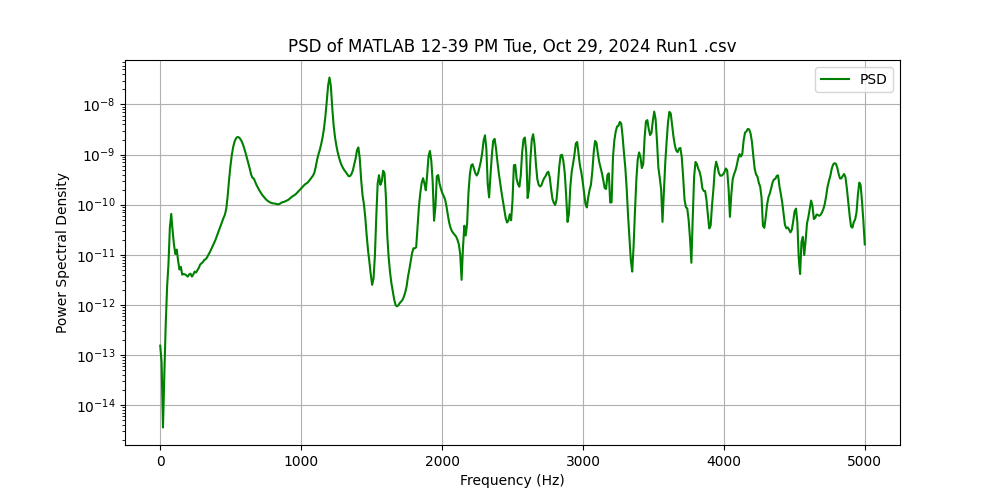 PSD of MATLAB 12-39 PM Tue, Oct 29, 2024 Run1 .csv
PSD
Power Spectral Density
10⁻⁸
10⁻⁹
10⁻¹⁰
10⁻¹¹
10⁻¹²
10⁻¹³
10⁻¹⁴
0 1000 2000 3000 4000 5000
Frequency (Hz)